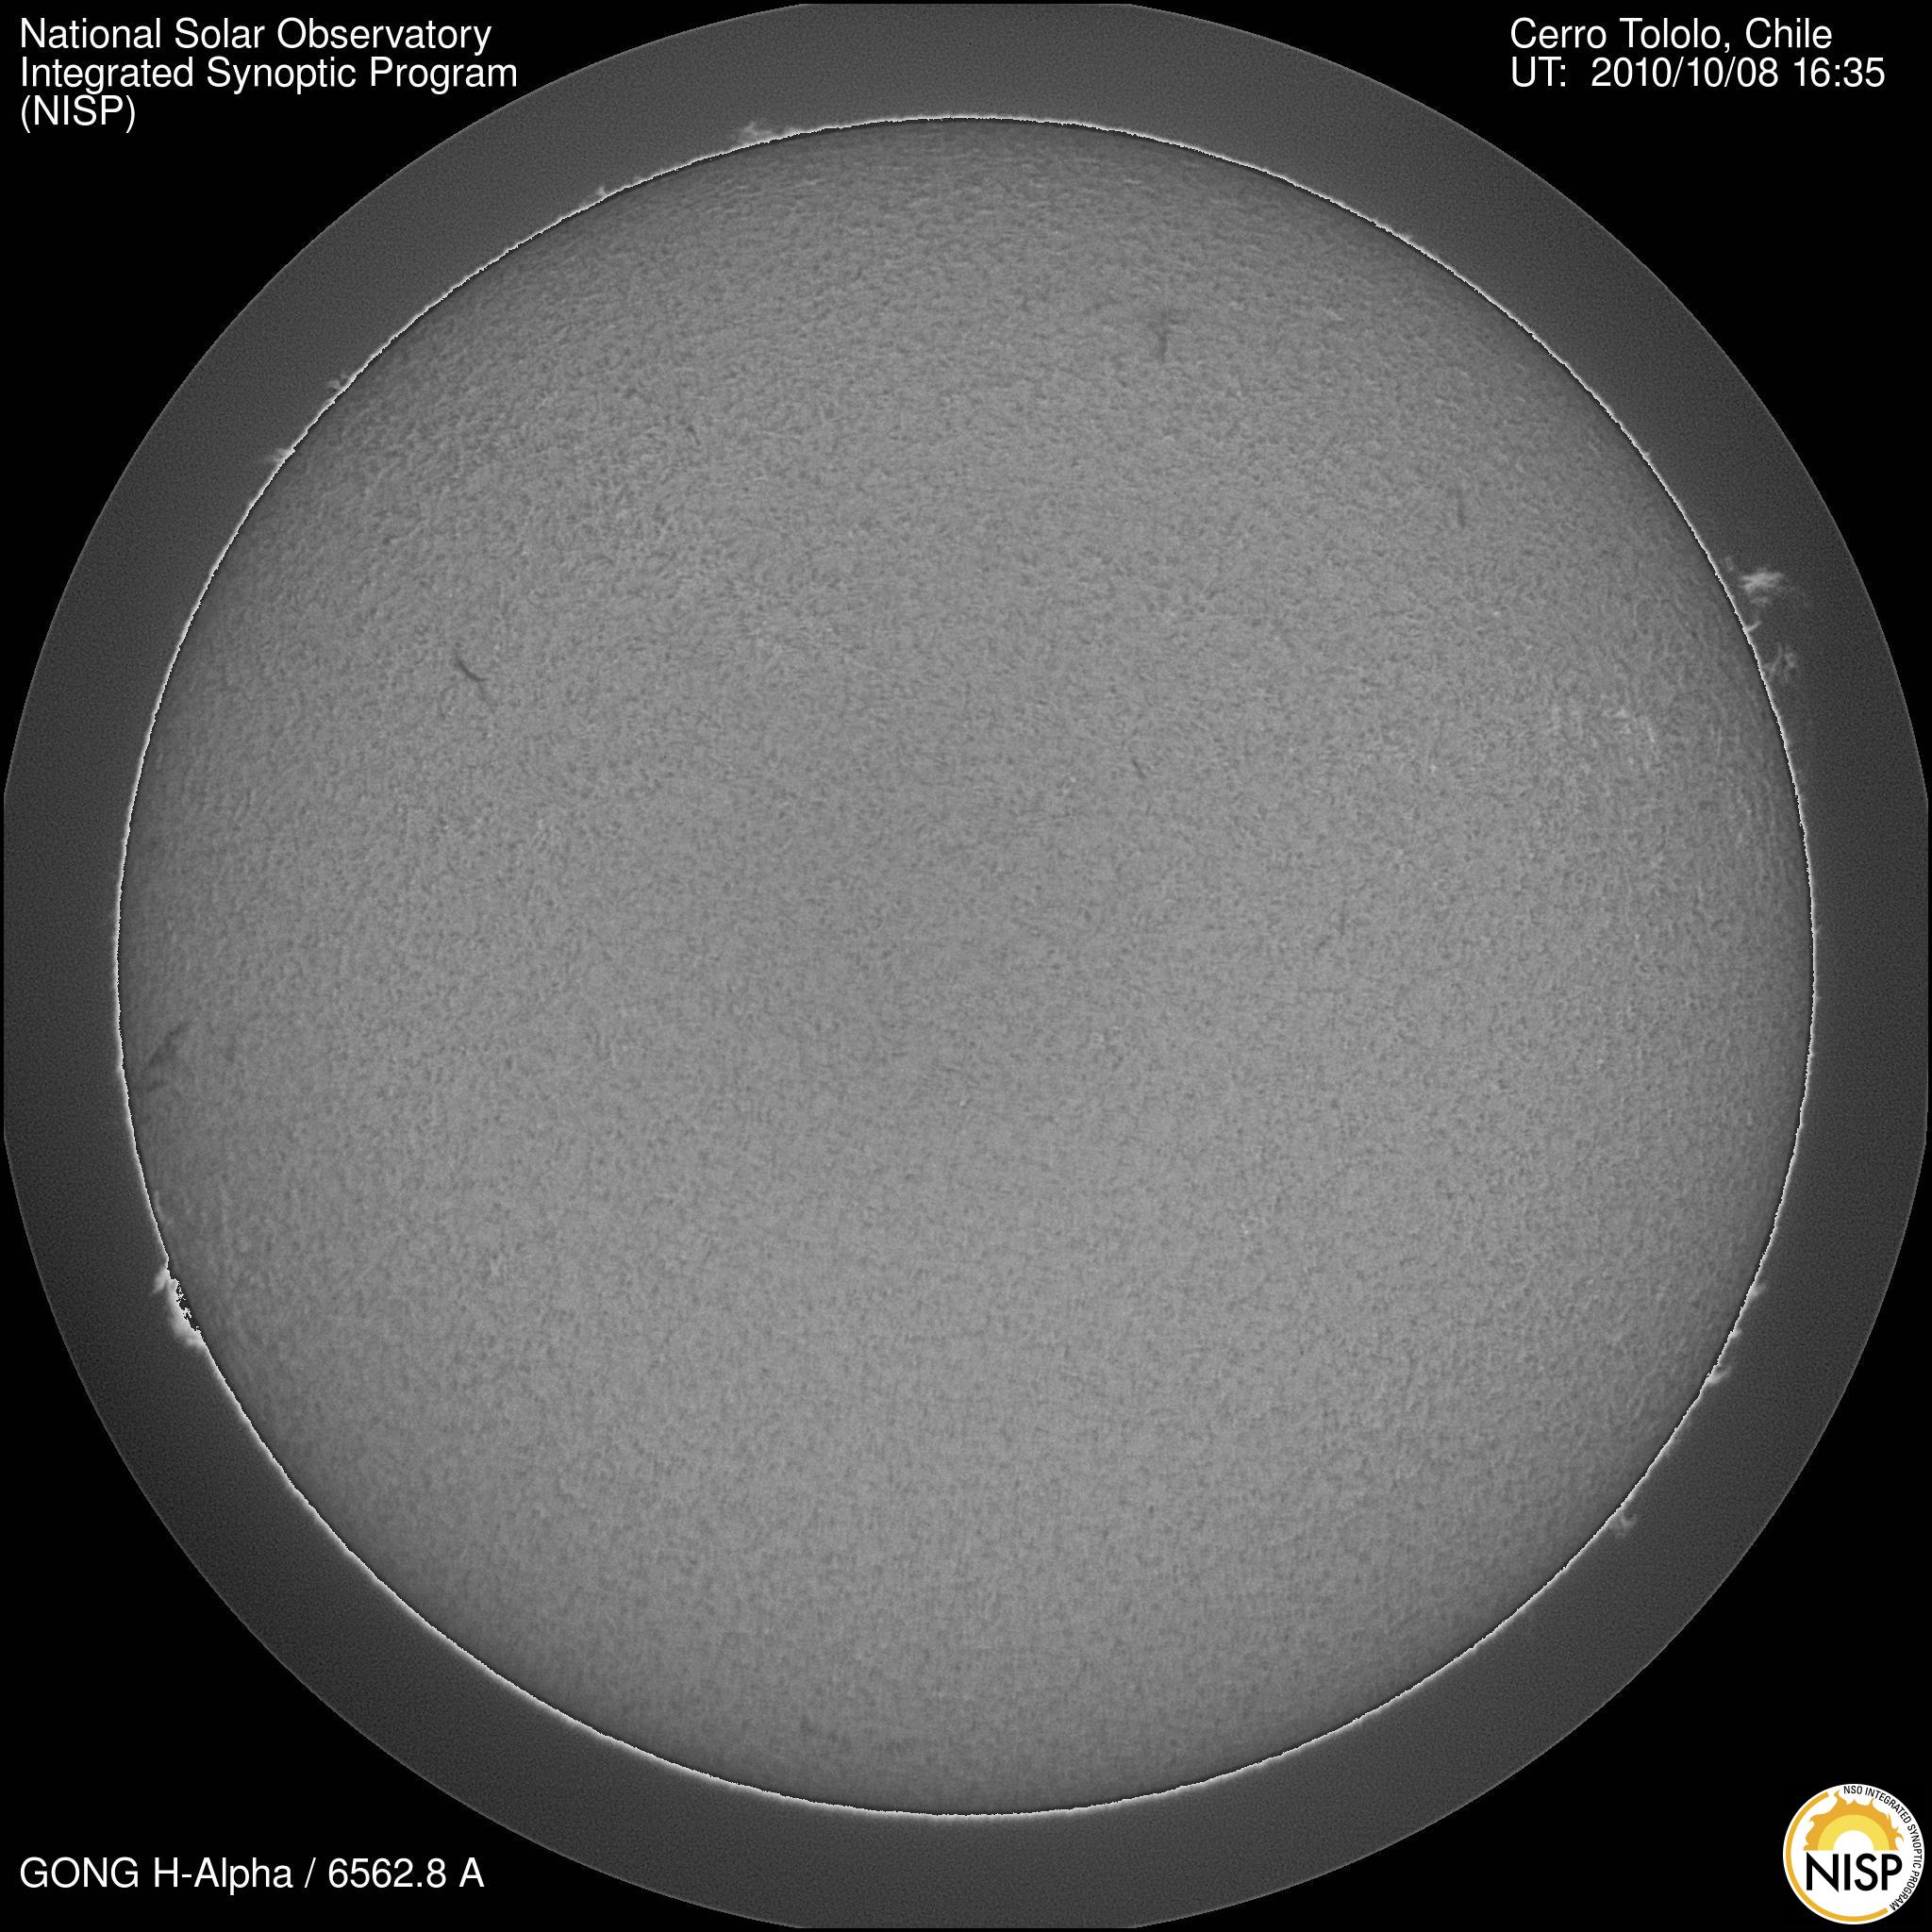 National Solar Observatory
Integrated Synoptic Program
(NISP)
Cerro Tololo, Chile
UT:  2010/10/08 16:35
GONG H-Alpha / 6562.8 A
NSO INTEGRATED SYNOPTIC PROGRAM
NISP